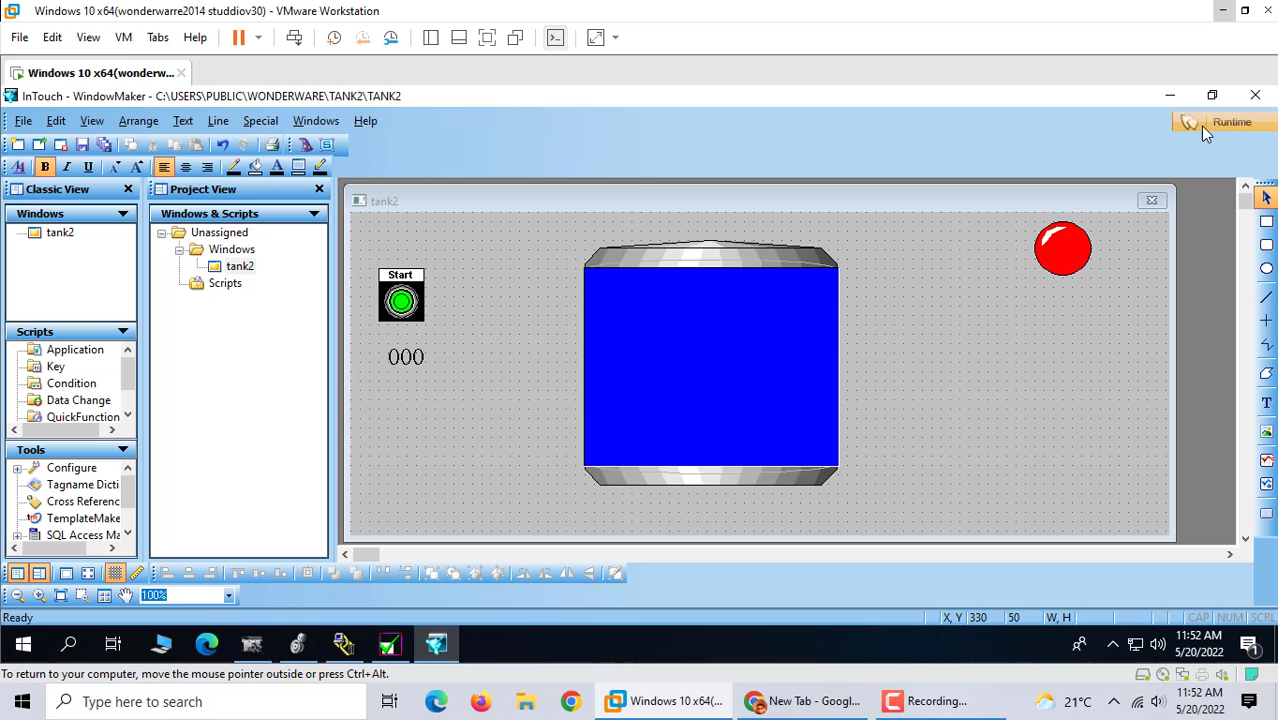 Windows 10 x64(wonderwarre2014 studdiov30) - VMware Workstation
File Edit View VM Tabs Help
Windows 10 x64(wonderw...
InTouch - WindowMaker - C:\USERS\PUBLIC\WONDERWARE\TANK2\TANK2
File Edit View Arrange Text Line Special Windows Help
Runtime
B I U A A A
Classic View
Project View
tank2
Windows
Windows & Scripts
tank2
Unassigned
Windows
tank2
Scripts
Start
000
Scripts
Application
Key
Condition
Data Change
QuickFunction
Tools
Configure
Tagname Dicti
Cross Referenc
TemplateMake
SQL Access Ma
T
100%
Ready
X, Y 330 50 W, H CAP NUM SCRL
11:52 AM
5/20/2022
1
To return to your computer, move the mouse pointer outside or press Ctrl+Alt.
Type here to search
Windows 10 x64(wo...
New Tab - Googl...
Recording...
21°C
11:52 AM
5/20/2022